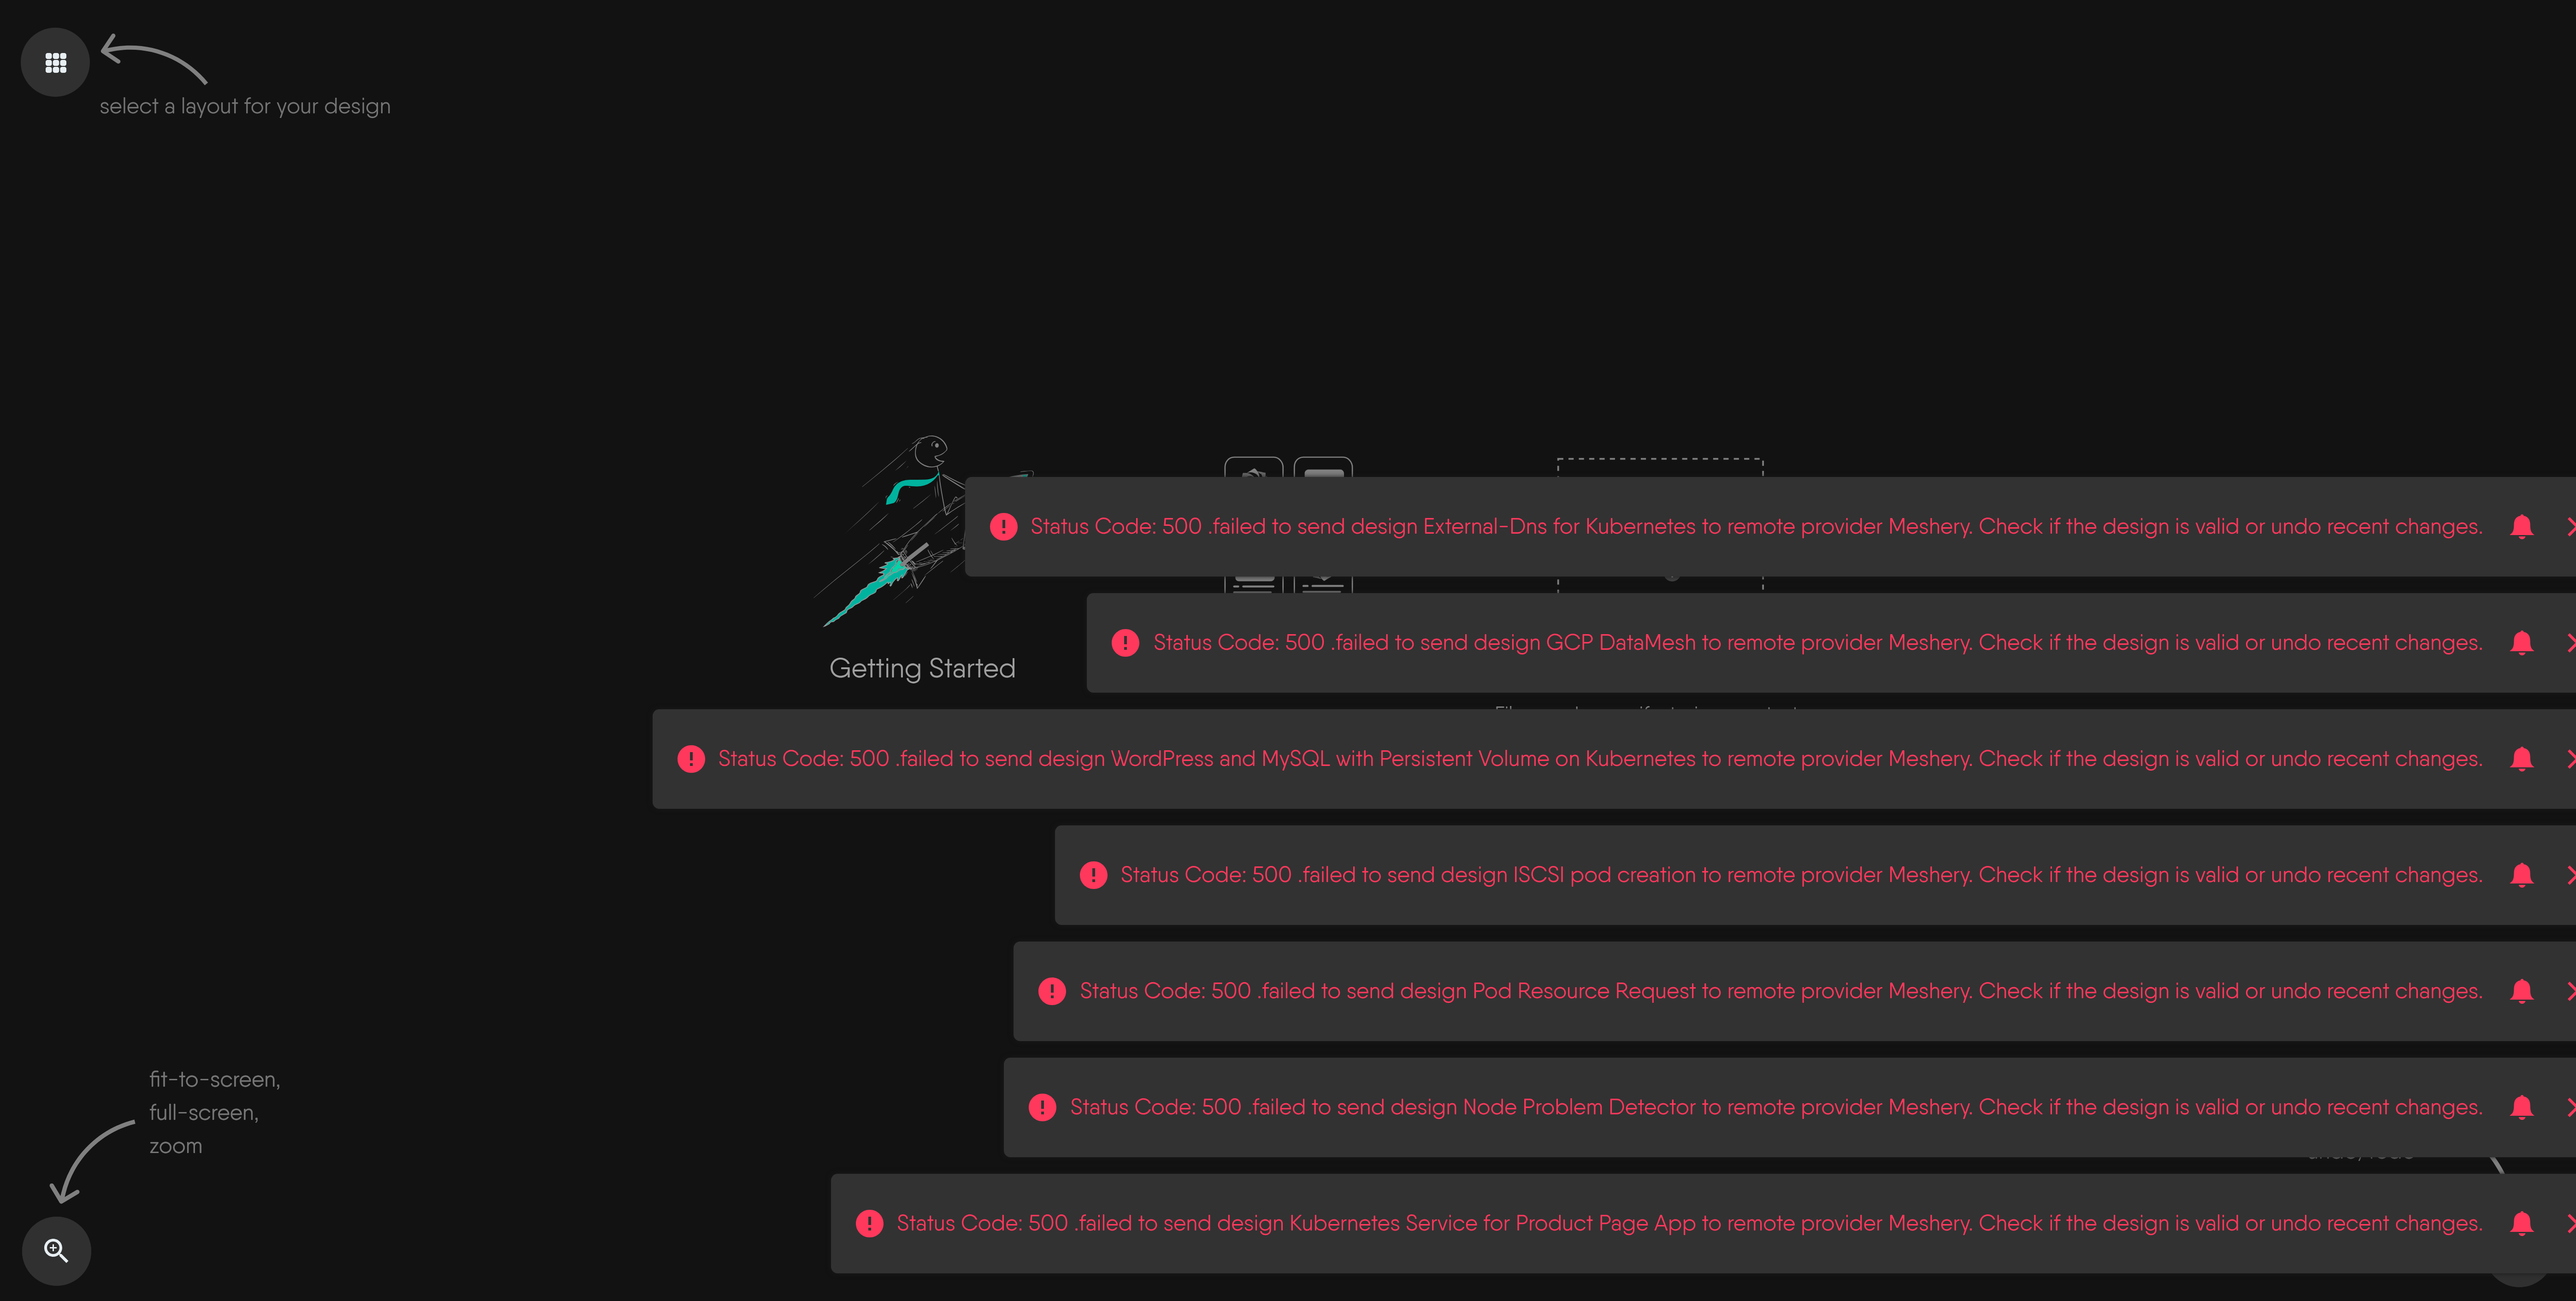 select a layout for your design
Status Code: 500 .failed to send design External-Dns for Kubernetes to remote provider Meshery. Check if the design is valid or undo recent changes.
Status Code: 500 .failed to send design GCP DataMesh to remote provider Meshery. Check if the design is valid or undo recent changes.
Getting Started
Status Code: 500 .failed to send design WordPress and MySQL with Persistent Volume on Kubernetes to remote provider Meshery. Check if the design is valid or undo recent changes.
Status Code: 500 .failed to send design ISCSI pod creation to remote provider Meshery. Check if the design is valid or undo recent changes.
Status Code: 500 .failed to send design Pod Resource Request to remote provider Meshery. Check if the design is valid or undo recent changes.
fit-to-screen,
full-screen,
zoom
Status Code: 500 .failed to send design Node Problem Detector to remote provider Meshery. Check if the design is valid or undo recent changes.
Status Code: 500 .failed to send design Kubernetes Service for Product Page App to remote provider Meshery. Check if the design is valid or undo recent changes.